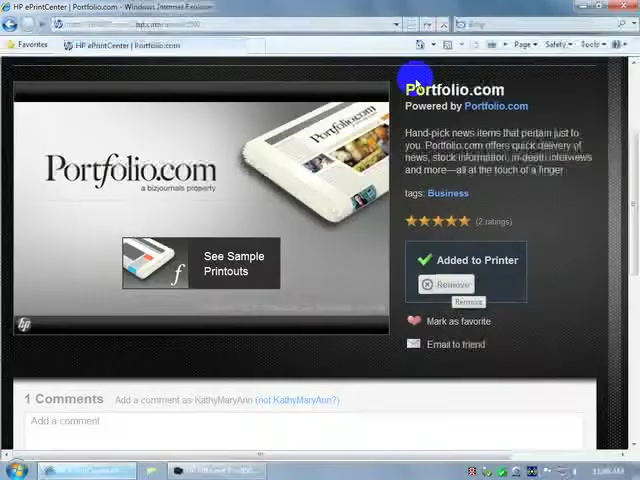 HP ePrintCenter | Portfolio.com - Windows Internet Explorer
Bing
Favorites
HP ePrintCenter | Portfolio.com
Page
Safety
Tools
Portfolio.com
Powered by Portfolio.com
Hand-pick news items that pertain just to
you. Portfolio.com offers quick delivery of
news, stock information, in-depth interviews
and more—all at the touch of a finger
tags: Business
(2 ratings)
Added to Printer
Remove
Remove
Mark as favorite
Email to friend
Portfolio.com
a bizjournals property
Portfolio.com
See Sample
Printouts
f
hp
1 Comments
Add a comment as KathyMaryAnn (not KathyMaryAnn?)
Add a comment